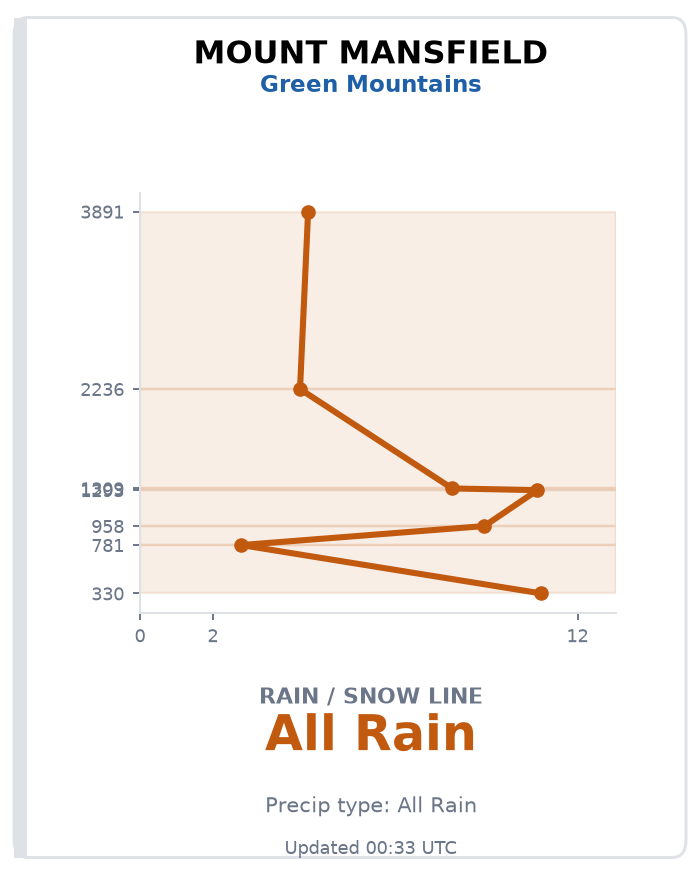 MOUNT MANSFIELD
Green Mountains
3891
2236
958
781
330
0 2 12
RAIN / SNOW LINE
All Rain
Precip type: All Rain
Updated 00:33 UTC